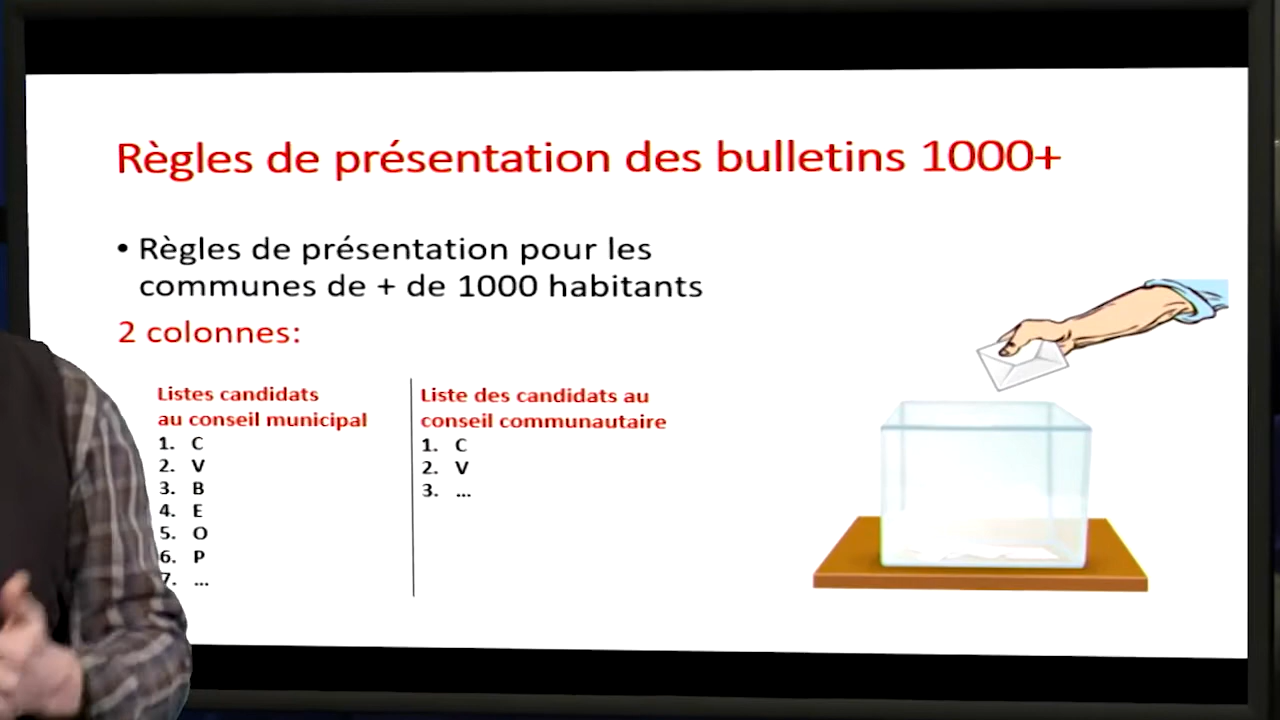 Règles de présentation des bulletins 1000+
• Règles de présentation pour les
communes de + de 1000 habitants
2 colonnes:
Listes candidats
au conseil municipal
1. C
2. V
3. B
4. E
5. O
6. P
7. ...
Liste des candidats au
conseil communautaire
1. C
2. V
3. ...